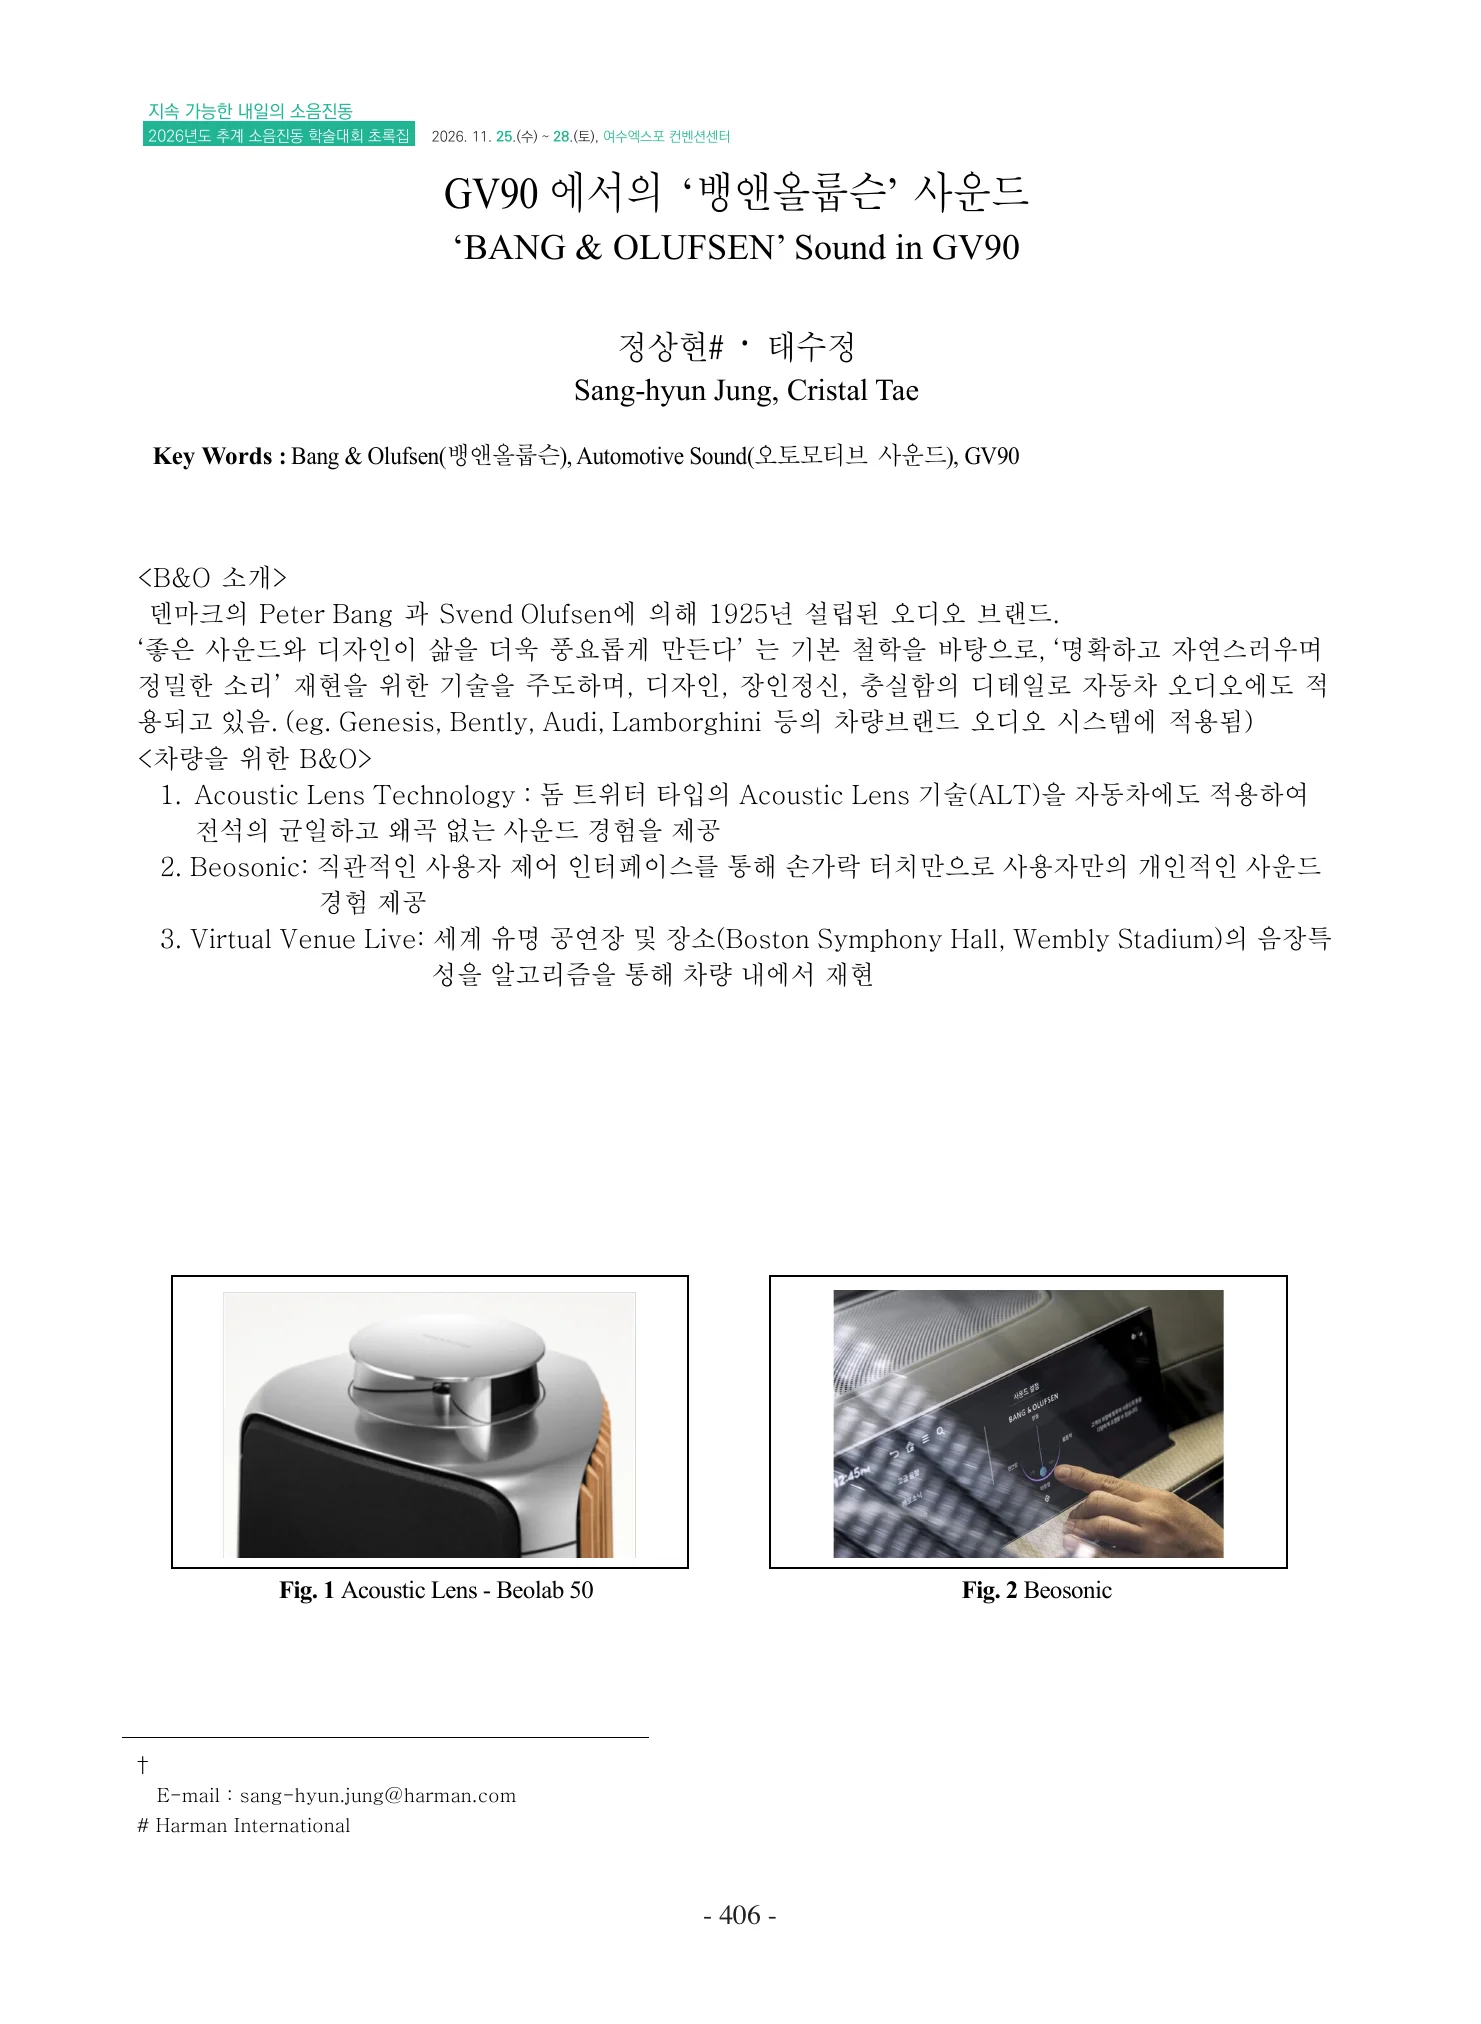 지속 가능한 내일의 소음진동
2026년도 추계 소음진동 학술대회 초록집 2026. 11. 25.(수) ~ 28.(토), 여수엑스포 컨벤션센터
GV90 에서의 ‘뱅앤올룹슨’ 사운드
‘BANG & OLUFSEN’ Sound in GV90
정상현# · 태수정
Sang-hyun Jung, Cristal Tae
Key Words : Bang & Olufsen(뱅앤올룹슨), Automotive Sound(오토모티브 사운드), GV90
<B&O 소개>
덴마크의 Peter Bang 과 Svend Olufsen에 의해 1925년 설립된 오디오 브랜드.
‘좋은 사운드와 디자인이 삶을 더욱 풍요롭게 만든다’ 는 기본 철학을 바탕으로, ‘명확하고 자연스러우며
정밀한 소리’ 재현을 위한 기술을 주도하며, 디자인, 장인정신, 충실함의 디테일로 자동차 오디오에도 적
용되고 있음. (eg. Genesis, Bently, Audi, Lamborghini 등의 차량브랜드 오디오 시스템에 적용됨)
<차량을 위한 B&O>
1. Acoustic Lens Technology : 돔 트위터 타입의 Acoustic Lens 기술(ALT)을 자동차에도 적용하여
전석의 균일하고 왜곡 없는 사운드 경험을 제공
2. Beosonic: 직관적인 사용자 제어 인터페이스를 통해 손가락 터치만으로 사용자만의 개인적인 사운드
경험 제공
3. Virtual Venue Live: 세계 유명 공연장 및 장소(Boston Symphony Hall, Wembly Stadium)의 음장특
성을 알고리즘을 통해 차량 내에서 재현
사운드 설정
BANG & OLUFSEN
12:45
Fig. 1 Acoustic Lens - Beolab 50
Fig. 2 Beosonic
†
E-mail : sang-hyun.jung@harman.com
# Harman International
- 406 -